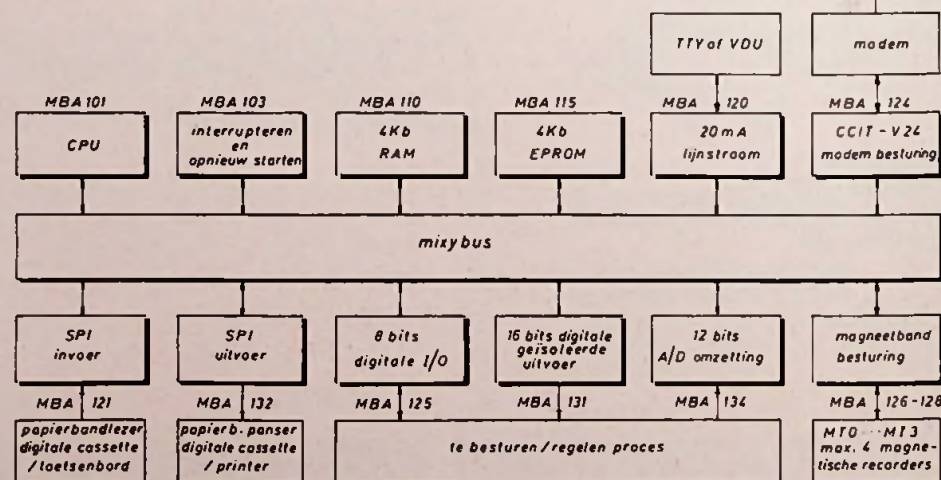 TTY of VDU
modem
MBA 101
MBA 103
MBA 110
MBA 115
MBA 120
MBA 124
CPU
interrupteren
en
opnieuw starten
4Kb
RAM
4Kb
EPROM
20 mA
lijnstroom
CCIT - V24
modem besturing
mixybus
SPI
invoer
SPI
uitvoer
8 bits
digitale I/O
16 bits digitale
geïsoleerde
uitvoer
12 bits
A/D omzetting
magneetband
besturing
MBA 121
MBA 132
MBA 125
MBA 131
MBA 134
MBA 126-128
papierbandlezer
digitale cassette
/ toetsenbord
papierb. panser
digitale cassette
/ printer
te besturen / regelen proces
MT0 ... MT3
max. 4 magne-
tische recorders